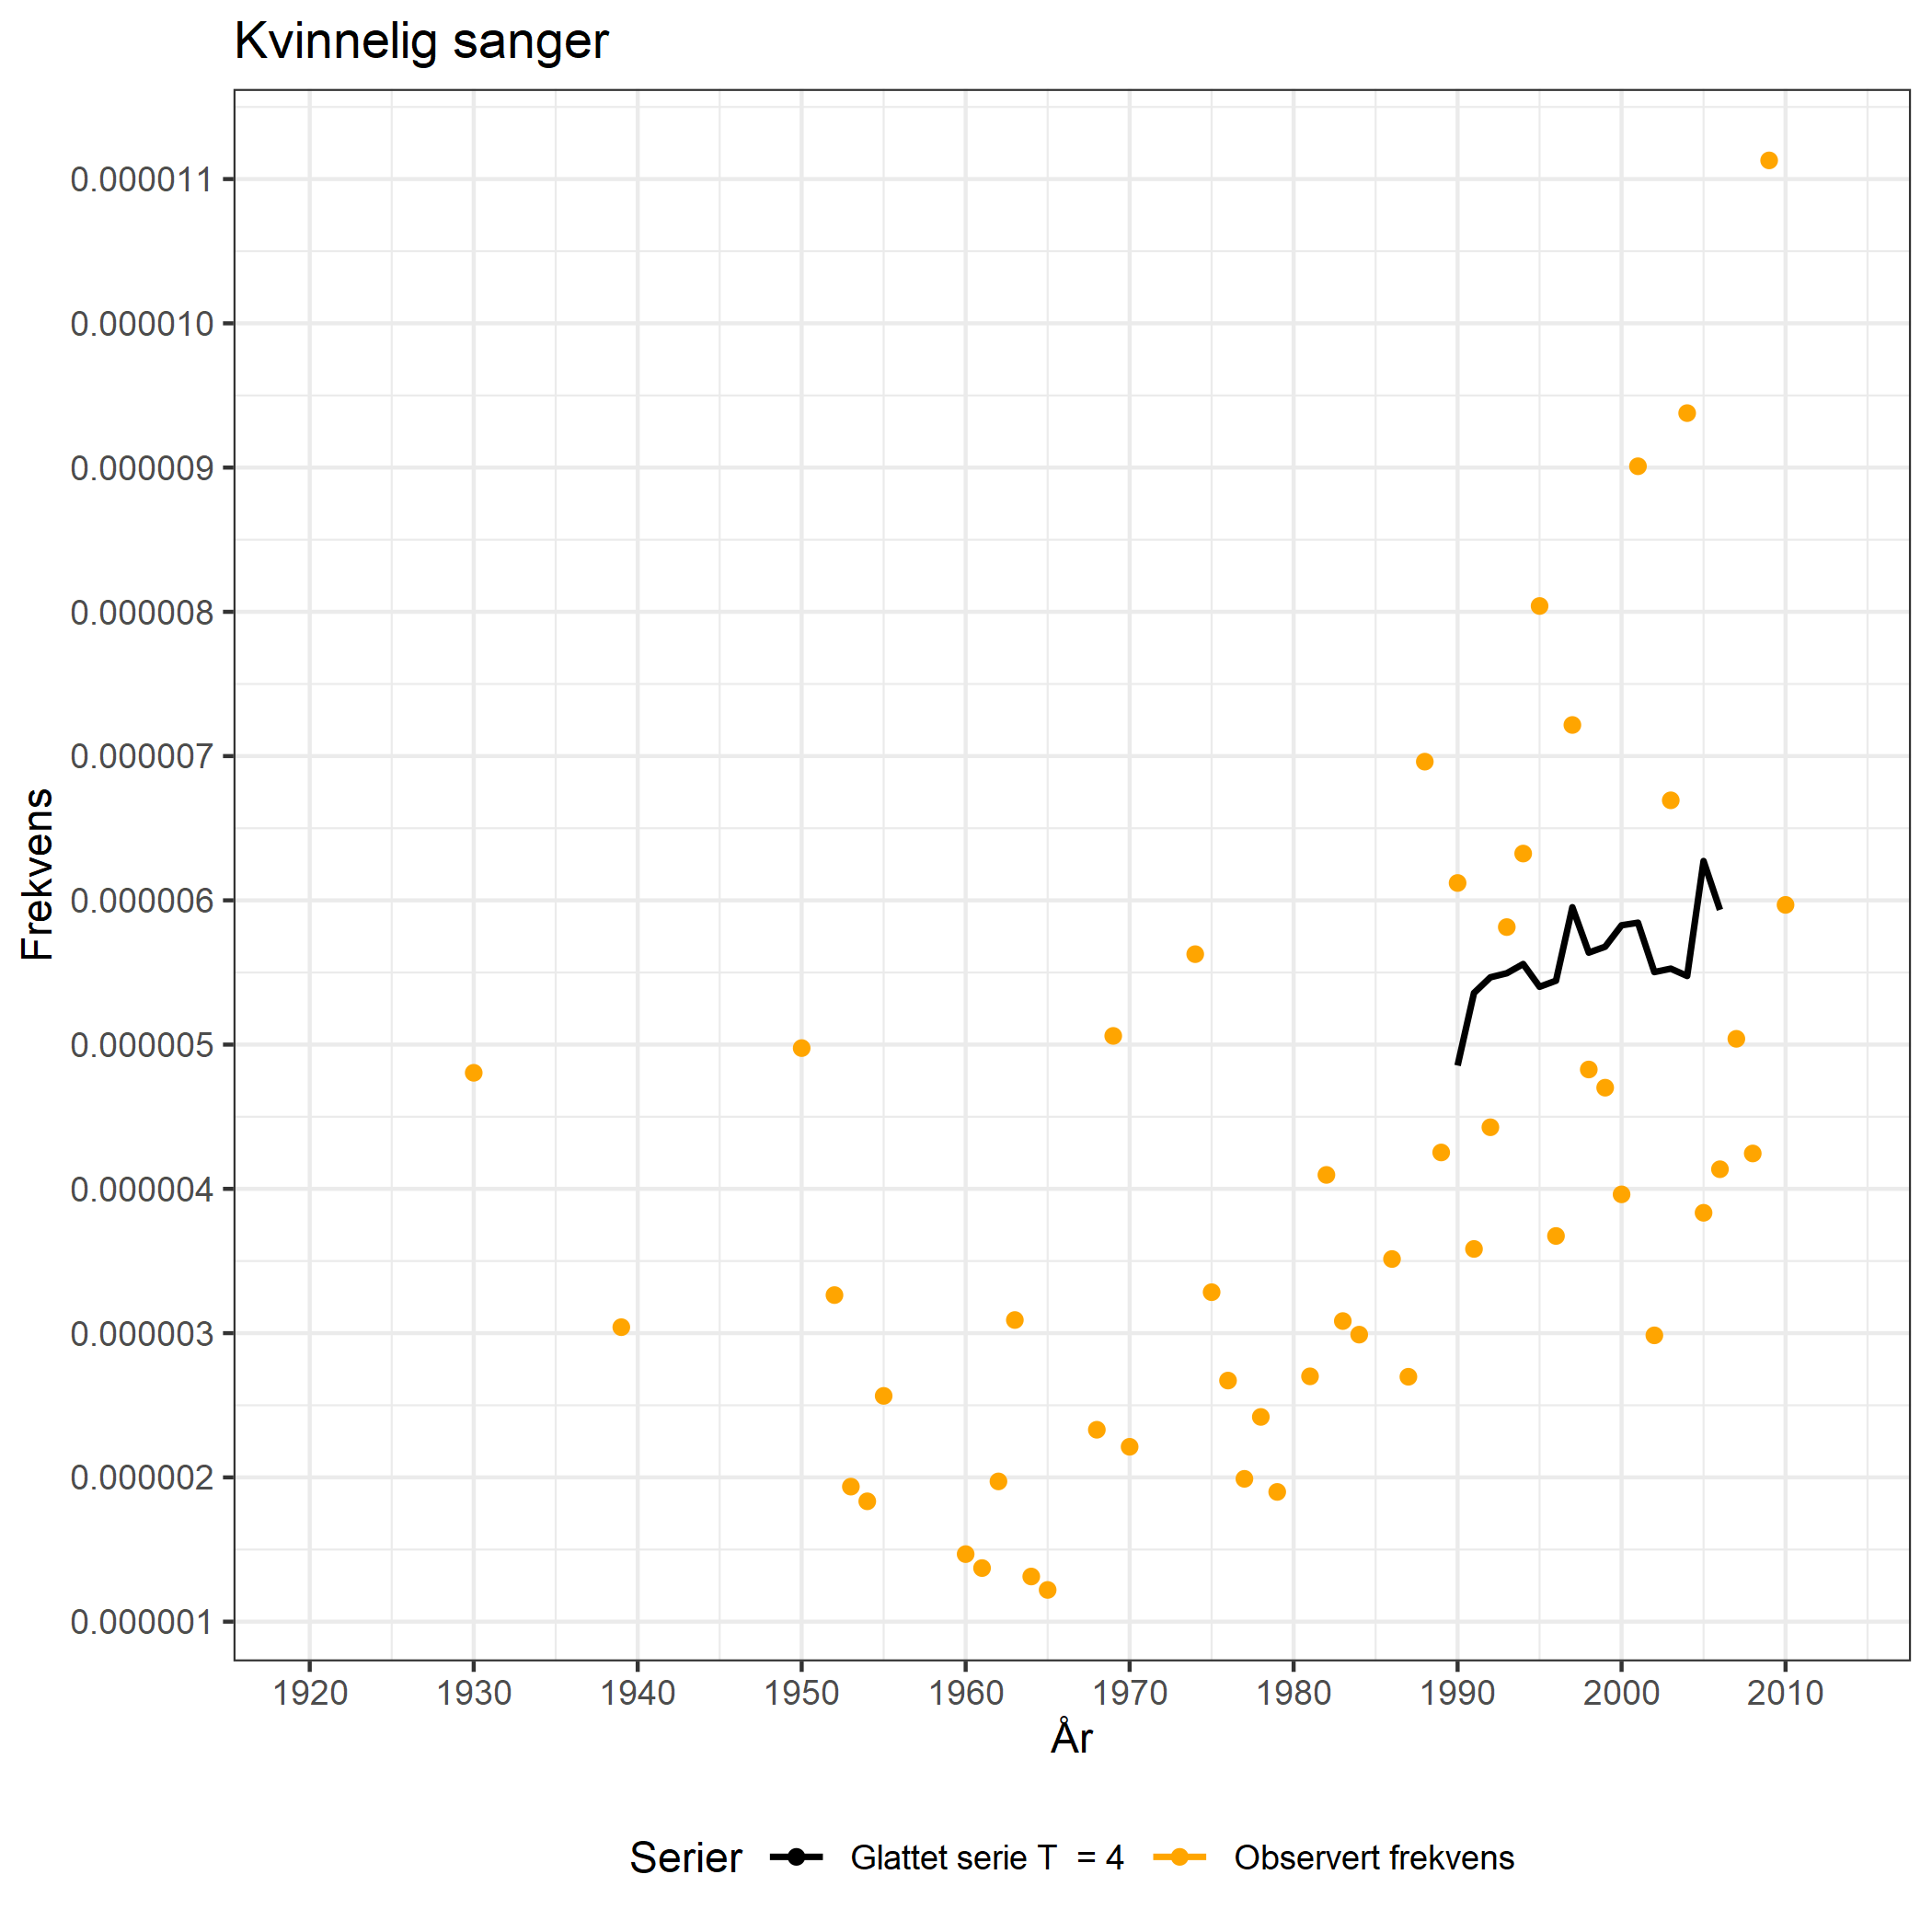 Kvinnelig sanger
0.000011
0.000010
0.000009
0.000008
0.000007
0.000006
0.000005
0.000004
0.000003
0.000002
0.000001
Frekvens
1920 1930 1940 1950 1960 1970 1980 1990 2000 2010
År
Serier Glattet serie T = 4 Observert frekvens